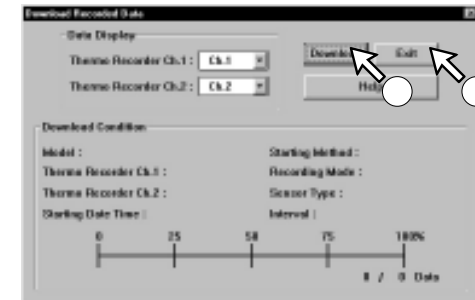 Download Recorded Data
Data Display
Thermo Recorder Ch.1 : Ch.1
Thermo Recorder Ch.2 : Ch.2
Download Exit
Help
Download Condition
Model : Starting Method :
Thermo Recorder Ch.1 : Recording Mode :
Thermo Recorder Ch.2 : Sensor Type :
Starting Date Time : Interval :
0 25 50 75 100%
0 / 0 Data